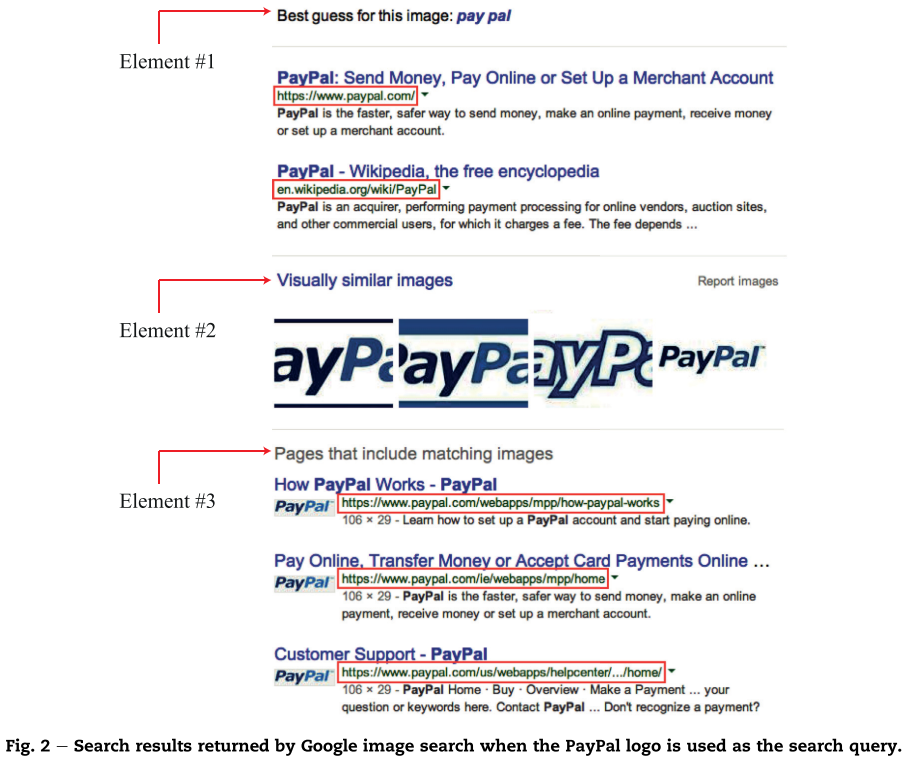 Best guess for this image: pay pal
Element #1
PayPal: Send Money, Pay Online or Set Up a Merchant Account
https://www.paypal.com/
PayPal is the faster, safer way to send money, make an online payment, receive money
or set up a merchant account.
PayPal - Wikipedia, the free encyclopedia
en.wikipedia.org/wiki/PayPal
PayPal is an acquirer, performing payment processing for online vendors, auction sites,
and other commercial users, for which it charges a fee. The fee depends ...
Visually similar images Report images
Element #2
ayPa PayPa ayPa PayPal™
Pages that include matching images
Element #3
How PayPal Works - PayPal
PayPal™ https://www.paypal.com/webapps/mpp/how-paypal-works
106 × 29 - Learn how to set up a PayPal account and start paying online.
Pay Online, Transfer Money or Accept Card Payments Online ...
PayPal™ https://www.paypal.com/ie/webapps/mpp/home
106 × 29 - PayPal is the faster, safer way to send money, make an online
payment, receive money or set up a merchant account.
Customer Support - PayPal
PayPal™ https://www.paypal.com/us/webapps/helpcenter/.../home/
106 × 29 - PayPal Home · Buy · Overview · Make a Payment ... your
question or keywords here. Contact PayPal ... Don't recognize a payment?
Fig. 2 – Search results returned by Google image search when the PayPal logo is used as the search query.